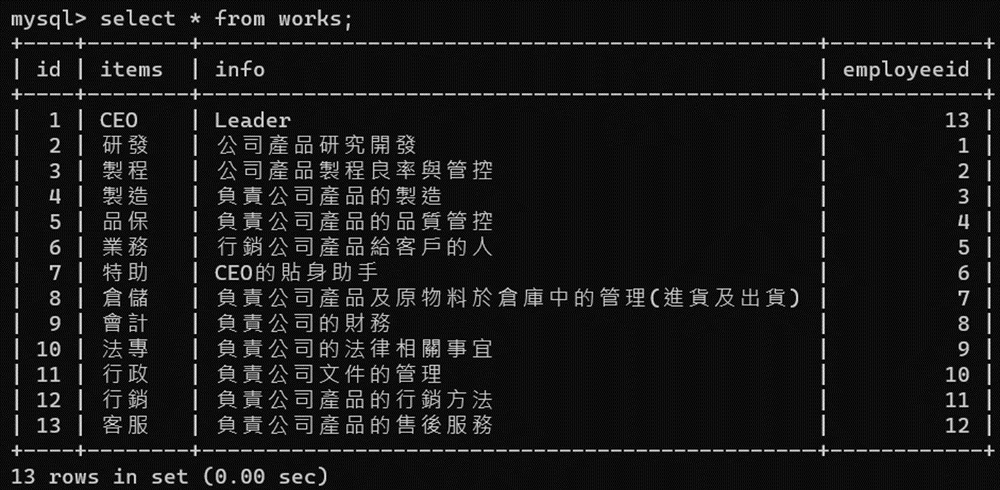 mysql> select * from works;
+----+--------+------------------------------------------------+------------+
| id | items  | info                                           | employeeid |
+----+--------+------------------------------------------------+------------+
|  1 | CEO    | Leader                                         |         13 |
|  2 | 研發   | 公司產品研究開發                               |          1 |
|  3 | 製程   | 公司產品製程良率與管控                         |          2 |
|  4 | 製造   | 負責公司產品的製造                             |          3 |
|  5 | 品保   | 負責公司產品的品質管控                         |          4 |
|  6 | 業務   | 行銷公司產品給客戶的人                         |          5 |
|  7 | 特助   | CEO的貼身助手                                  |          6 |
|  8 | 倉儲   | 負責公司產品及原物料於倉庫中的管理(進貨及出貨) |          7 |
|  9 | 會計   | 負責公司的財務                                 |          8 |
| 10 | 法專   | 負責公司的法律相關事宜                         |          9 |
| 11 | 行政   | 負責公司文件的管理                             |         10 |
| 12 | 行銷   | 負責公司產品的行銷方法                         |         11 |
| 13 | 客服   | 負責公司產品的售後服務                         |         12 |
+----+--------+------------------------------------------------+------------+
13 rows in set (0.00 sec)